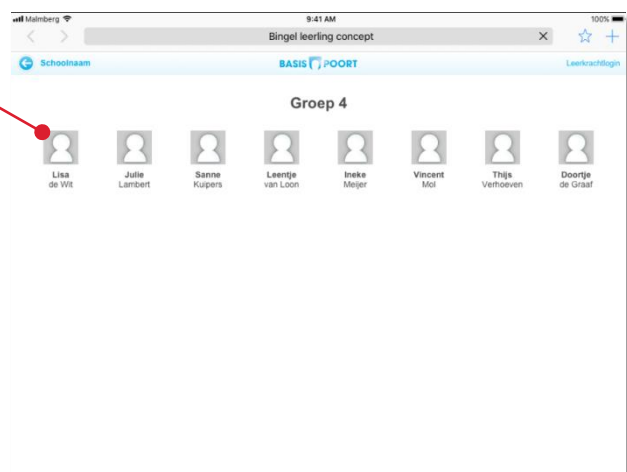 Malmberg 9:41 AM 100%
Bingel leerling concept
Schoolnaam BASIS POORT Leerkrachtlogin
Groep 4
Lisa Julie Sanne Leentje Ineke Vincent Thijs Doortje
de Wit Lambert Kuipers van Loon Meijer Mol Verhoeven de Graaf